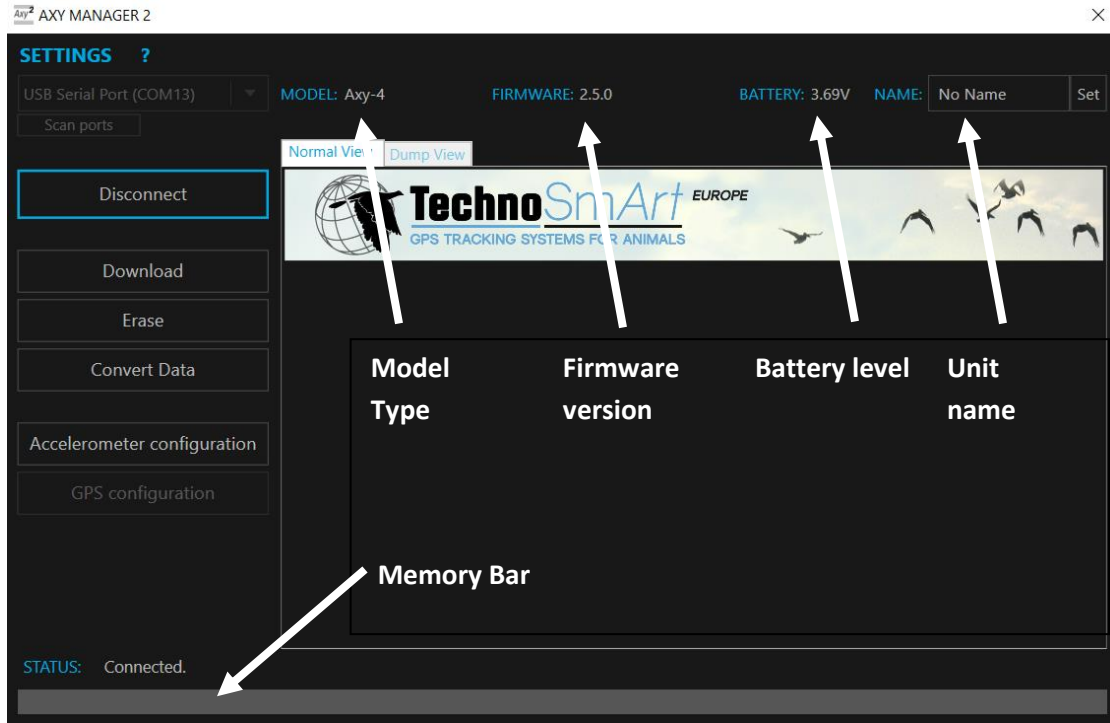 Axy² AXY MANAGER 2
SETTINGS ?
USB Serial Port (COM13)
MODEL: Axy-4 FIRMWARE: 2.5.0 BATTERY: 3.69V NAME: No Name Set
Scan ports
Normal View Dump View
Disconnect
TechnoSmArt EUROPE
GPS TRACKING SYSTEMS FOR ANIMALS
Download
Erase
Convert Data
Model
Type
Firmware
version
Battery level
Unit
name
Accelerometer configuration
GPS configuration
Memory Bar
STATUS: Connected.